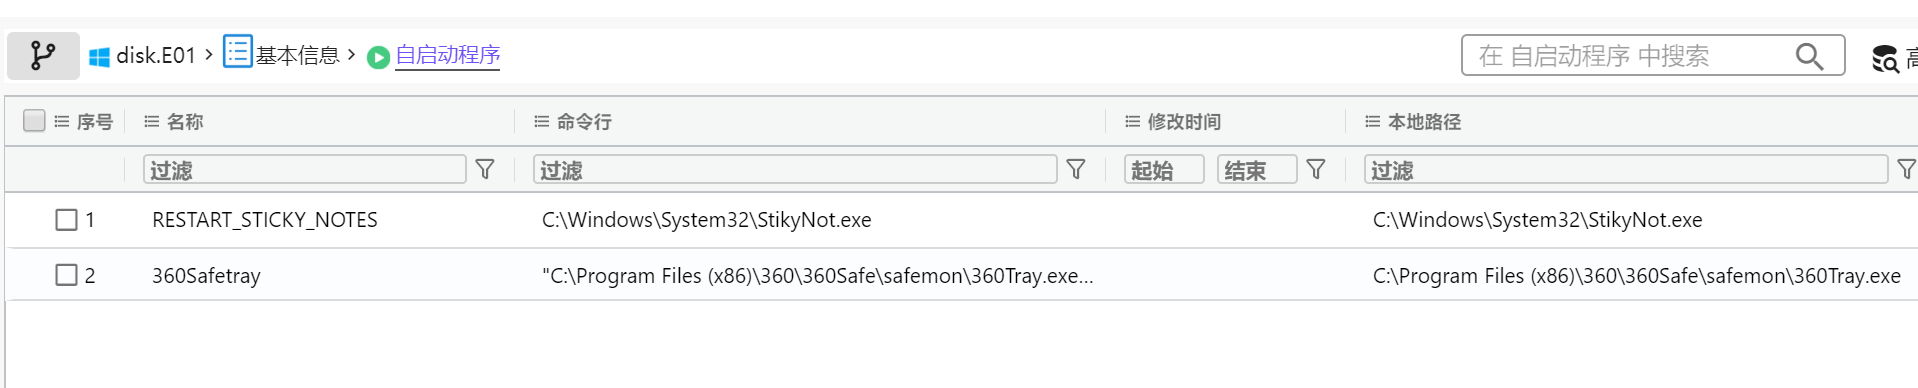 disk.E01 > 基本信息 > 自启动程序 在 自启动程序 中搜索 高
序号 名称 命令行 修改时间 本地路径
过滤 过滤 起始 结束 过滤
1 RESTART_STICKY_NOTES C:\Windows\System32\StikyNot.exe C:\Windows\System32\StikyNot.exe
2 360Safetray "C:\Program Files (x86)\360\360Safe\safemon\360Tray.exe... C:\Program Files (x86)\360\360Safe\safemon\360Tray.exe